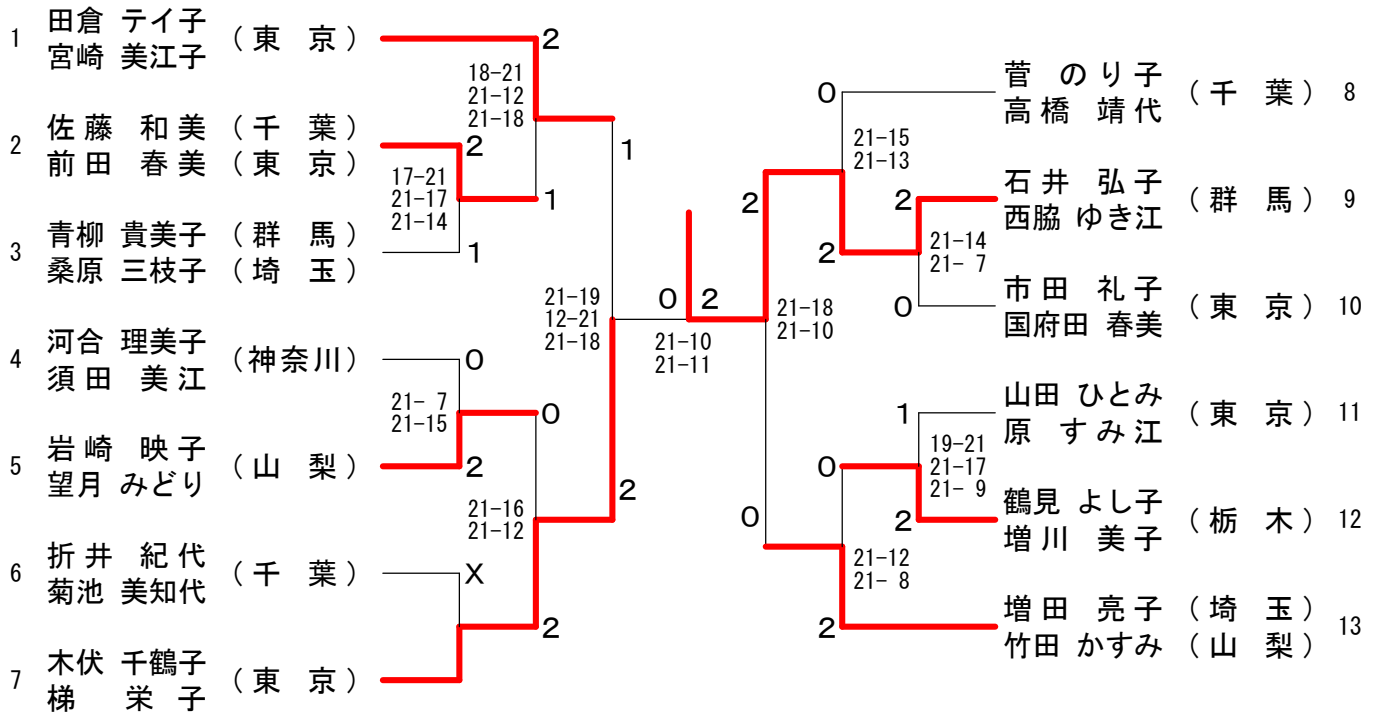 1 田倉 テイ子 (東 京)
宮崎 美江子
2
18-21
21-12
21-18
2 佐藤 和美 (千 葉)
前田 春美 (東 京)
2
1
17-21
21-17
21-14
1
3 青柳 貴美子 (群 馬)
桑原 三枝子 (埼 玉)
1
21-19
12-21
21-18
4 河合 理美子 (神奈川)
須田 美江
0
21- 7
21-15
0
5 岩崎 映子 (山 梨)
望月 みどり
2
2
21-16
21-12
6 折井 紀代 (千 葉)
菊池 美知代
X
2
7 木伏 千鶴子 (東 京)
梯 栄子
0 2
21-10
21-11
菅 のり子 (千 葉) 8
高橋 靖代
0
21-15
21-13
2
石井 弘子 (群 馬) 9
西脇 ゆき江
2
2
21-14
21- 7
市田 礼子 (東 京) 10
国府田 春美
0
21-18
21-10
山田 ひとみ (東 京) 11
原 すみ江
1
19-21
21-17
21- 9
0
鶴見 よし子 (栃 木) 12
増川 美子
2
0
21-12
21- 8
増田 亮子 (埼 玉) 13
竹田 かすみ (山 梨)
2